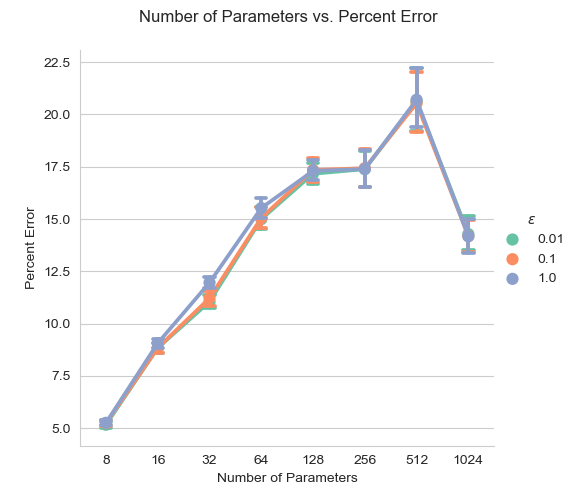 Number of Parameters vs. Percent Error
22.5
20.0
17.5
15.0
12.5
10.0
7.5
5.0
Percent Error
8 16 32 64 128 256 512 1024
Number of Parameters
ε
0.01
0.1
1.0